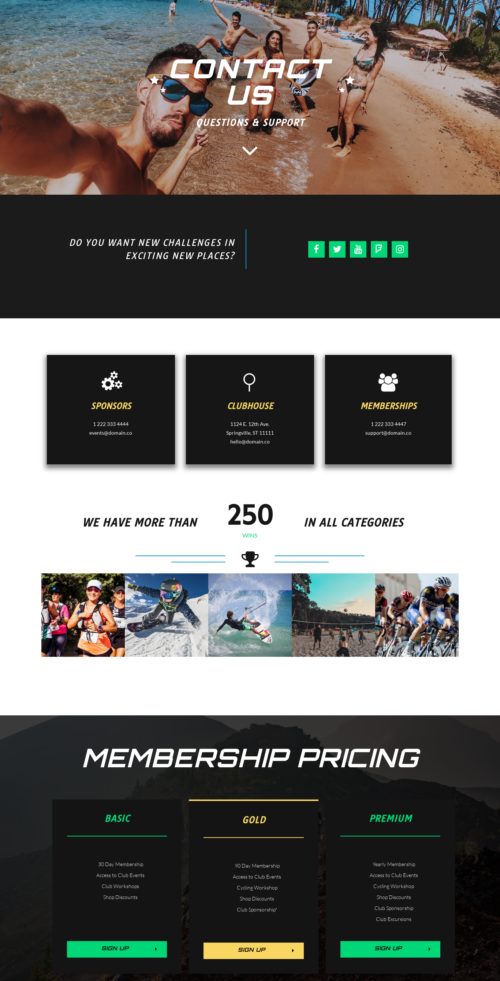 CONTACT
US
QUESTIONS & SUPPORT
DO YOU WANT NEW CHALLENGES IN
EXCITING NEW PLACES?
SPONSORS
1 222 333 4444
events@domain.co
CLUBHOUSE
1124 E. 12th Ave.
Springville, ST 11111
hello@domain.co
MEMBERSHIPS
1 222 333 4447
support@domain.co
WE HAVE MORE THAN
250
WINS
IN ALL CATEGORIES
MEMBERSHIP PRICING
BASIC
30 Day Membership
Access to Club Events
Club Workshops
Shop Discounts
SIGN UP
GOLD
90 Day Membership
Access to Club Events
Cycling Workshop
Shop Discounts
Club Sponsorship*
SIGN UP
PREMIUM
Yearly Membership
Access to Club Events
Cycling Workshop
Shop Discounts
Club Sponsorship
Club Excursions
SIGN UP